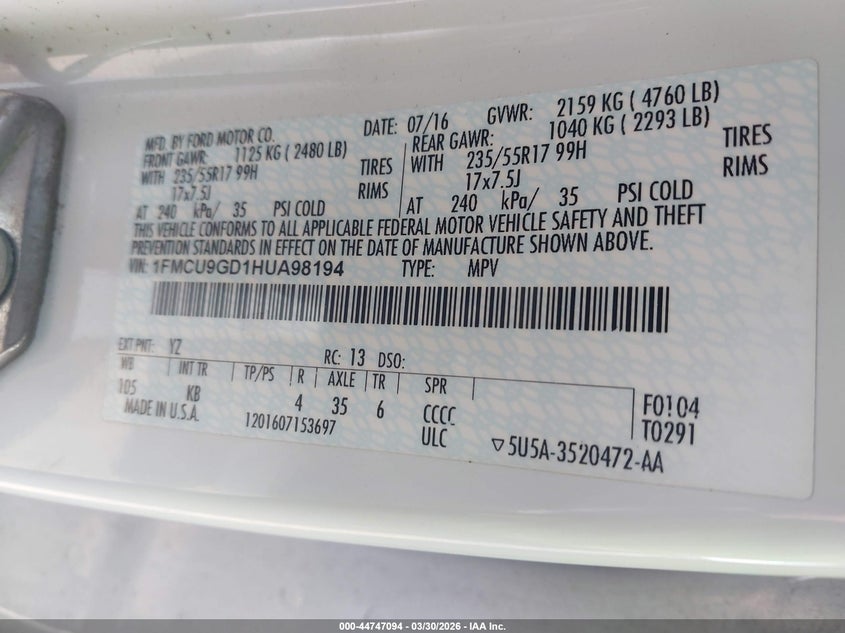 MFD. BY FORD MOTOR CO.
DATE: 07/16 GVWR: 2159 KG ( 4760 LB)
FRONT GAWR: 1125 KG ( 2480 LB)
REAR GAWR: 1040 KG ( 2293 LB)
WITH 235/55R17 99H TIRES
WITH 235/55R17 99H TIRES
17x7.5J RIMS
17x7.5J RIMS
AT 240 kPa/ 35 PSI COLD
AT 240 kPa/ 35 PSI COLD
THIS VEHICLE CONFORMS TO ALL APPLICABLE FEDERAL MOTOR VEHICLE SAFETY AND THEFT
PREVENTION STANDARDS IN EFFECT ON THE DATE OF MANUFACTURE SHOWN ABOVE.
VIN: 1FMCU9GD1HUA98194 TYPE: MPV
EXT PNT: YZ RC: 13 DSO:
WB INT TR TP/PS R AXLE TR SPR
105 KB 4 35 6 CCCC F0104
MADE IN U.S.A. 1201607153697 ULC T0291
5U5A-3520472-AA
000-44747094 - 03/30/2026 - IAA Inc.